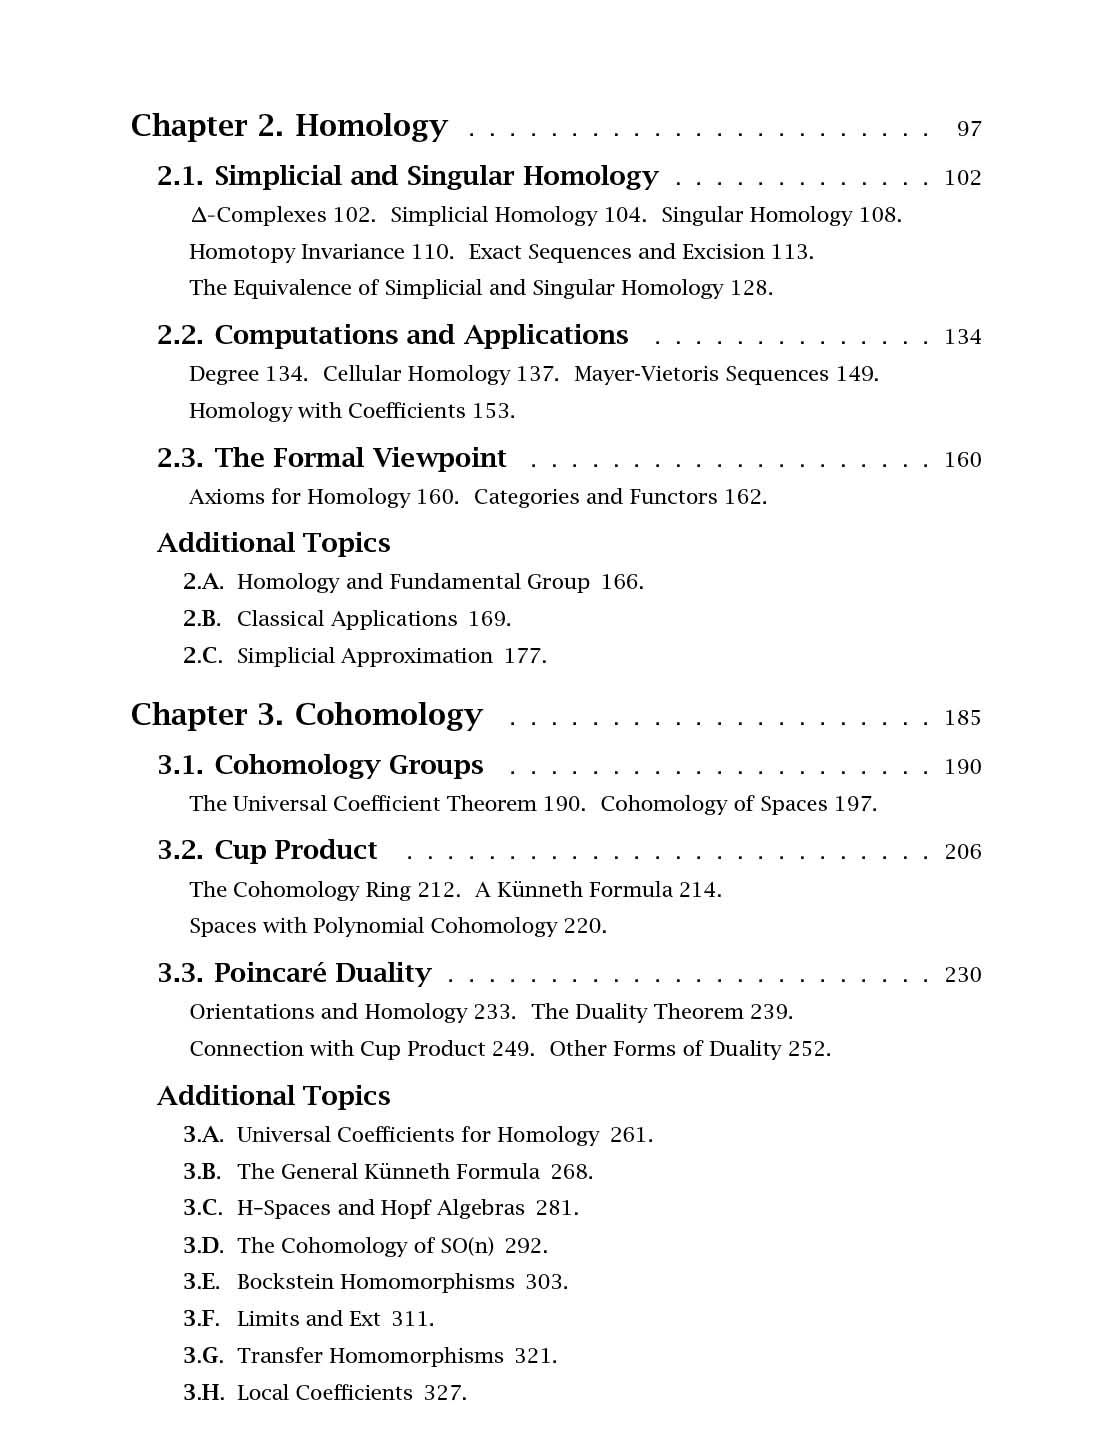 Chapter 2. Homology . . . . . . . . . . . . . . . . . . . . . . . 97
2.1. Simplicial and Singular Homology . . . . . . . . . . . . . 102
Δ-Complexes 102. Simplicial Homology 104. Singular Homology 108.
Homotopy Invariance 110. Exact Sequences and Excision 113.
The Equivalence of Simplicial and Singular Homology 128.
2.2. Computations and Applications . . . . . . . . . . . . . . 134
Degree 134. Cellular Homology 137. Mayer-Vietoris Sequences 149.
Homology with Coefficients 153.
2.3. The Formal Viewpoint . . . . . . . . . . . . . . . . . . . . 160
Axioms for Homology 160. Categories and Functors 162.
Additional Topics
2.A. Homology and Fundamental Group 166.
2.B. Classical Applications 169.
2.C. Simplicial Approximation 177.
Chapter 3. Cohomology . . . . . . . . . . . . . . . . . . . . . 185
3.1. Cohomology Groups . . . . . . . . . . . . . . . . . . . . . 190
The Universal Coefficient Theorem 190. Cohomology of Spaces 197.
3.2. Cup Product . . . . . . . . . . . . . . . . . . . . . . . . . . 206
The Cohomology Ring 212. A Künneth Formula 214.
Spaces with Polynomial Cohomology 220.
3.3. Poincaré Duality . . . . . . . . . . . . . . . . . . . . . . . . 230
Orientations and Homology 233. The Duality Theorem 239.
Connection with Cup Product 249. Other Forms of Duality 252.
Additional Topics
3.A. Universal Coefficients for Homology 261.
3.B. The General Künneth Formula 268.
3.C. H–Spaces and Hopf Algebras 281.
3.D. The Cohomology of SO(n) 292.
3.E. Bockstein Homomorphisms 303.
3.F. Limits and Ext 311.
3.G. Transfer Homomorphisms 321.
3.H. Local Coefficients 327.